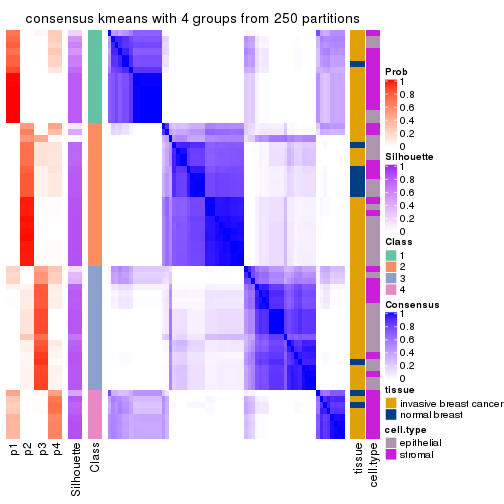 consensus kmeans with 4 groups from 250 partitions
Prob
1
0.8
0.6
0.4
0.2
0
Silhouette
1
0.8
0.6
0.4
0.2
0
Class
1
2
3
4
Consensus
1
0.8
0.6
0.4
0.2
0
tissue
invasive breast cancer
normal breast
cell.type
epithelial
stromal
p1
p2
p3
p4
Silhouette
Class
tissue
cell.type